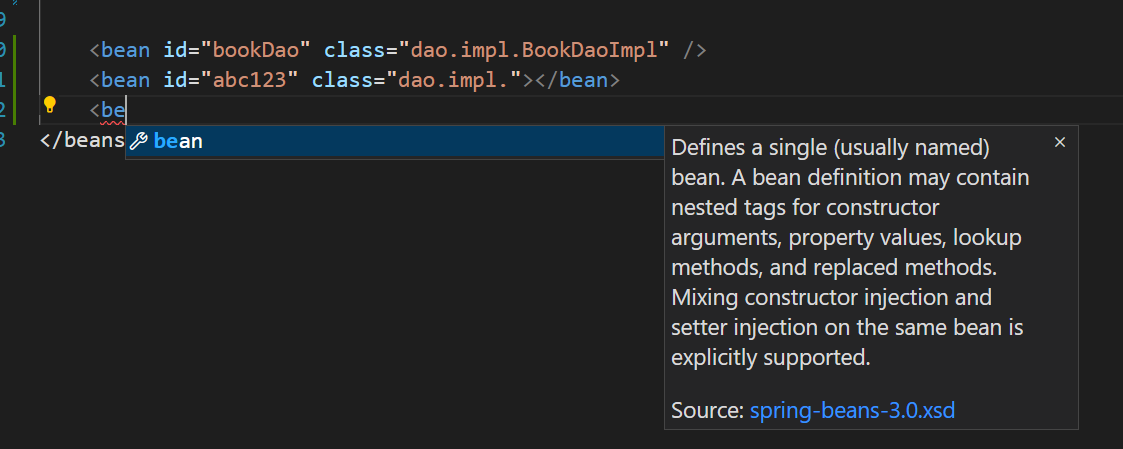 9
0 <bean id="bookDao" class="dao.impl.BookDaoImpl" />
1 <bean id="abc123" class="dao.impl."></bean>
2 <be
3 </beans
bean
Defines a single (usually named)
bean. A bean definition may contain
nested tags for constructor
arguments, property values, lookup
methods, and replaced methods.
Mixing constructor injection and
setter injection on the same bean is
explicitly supported.
Source: spring-beans-3.0.xsd